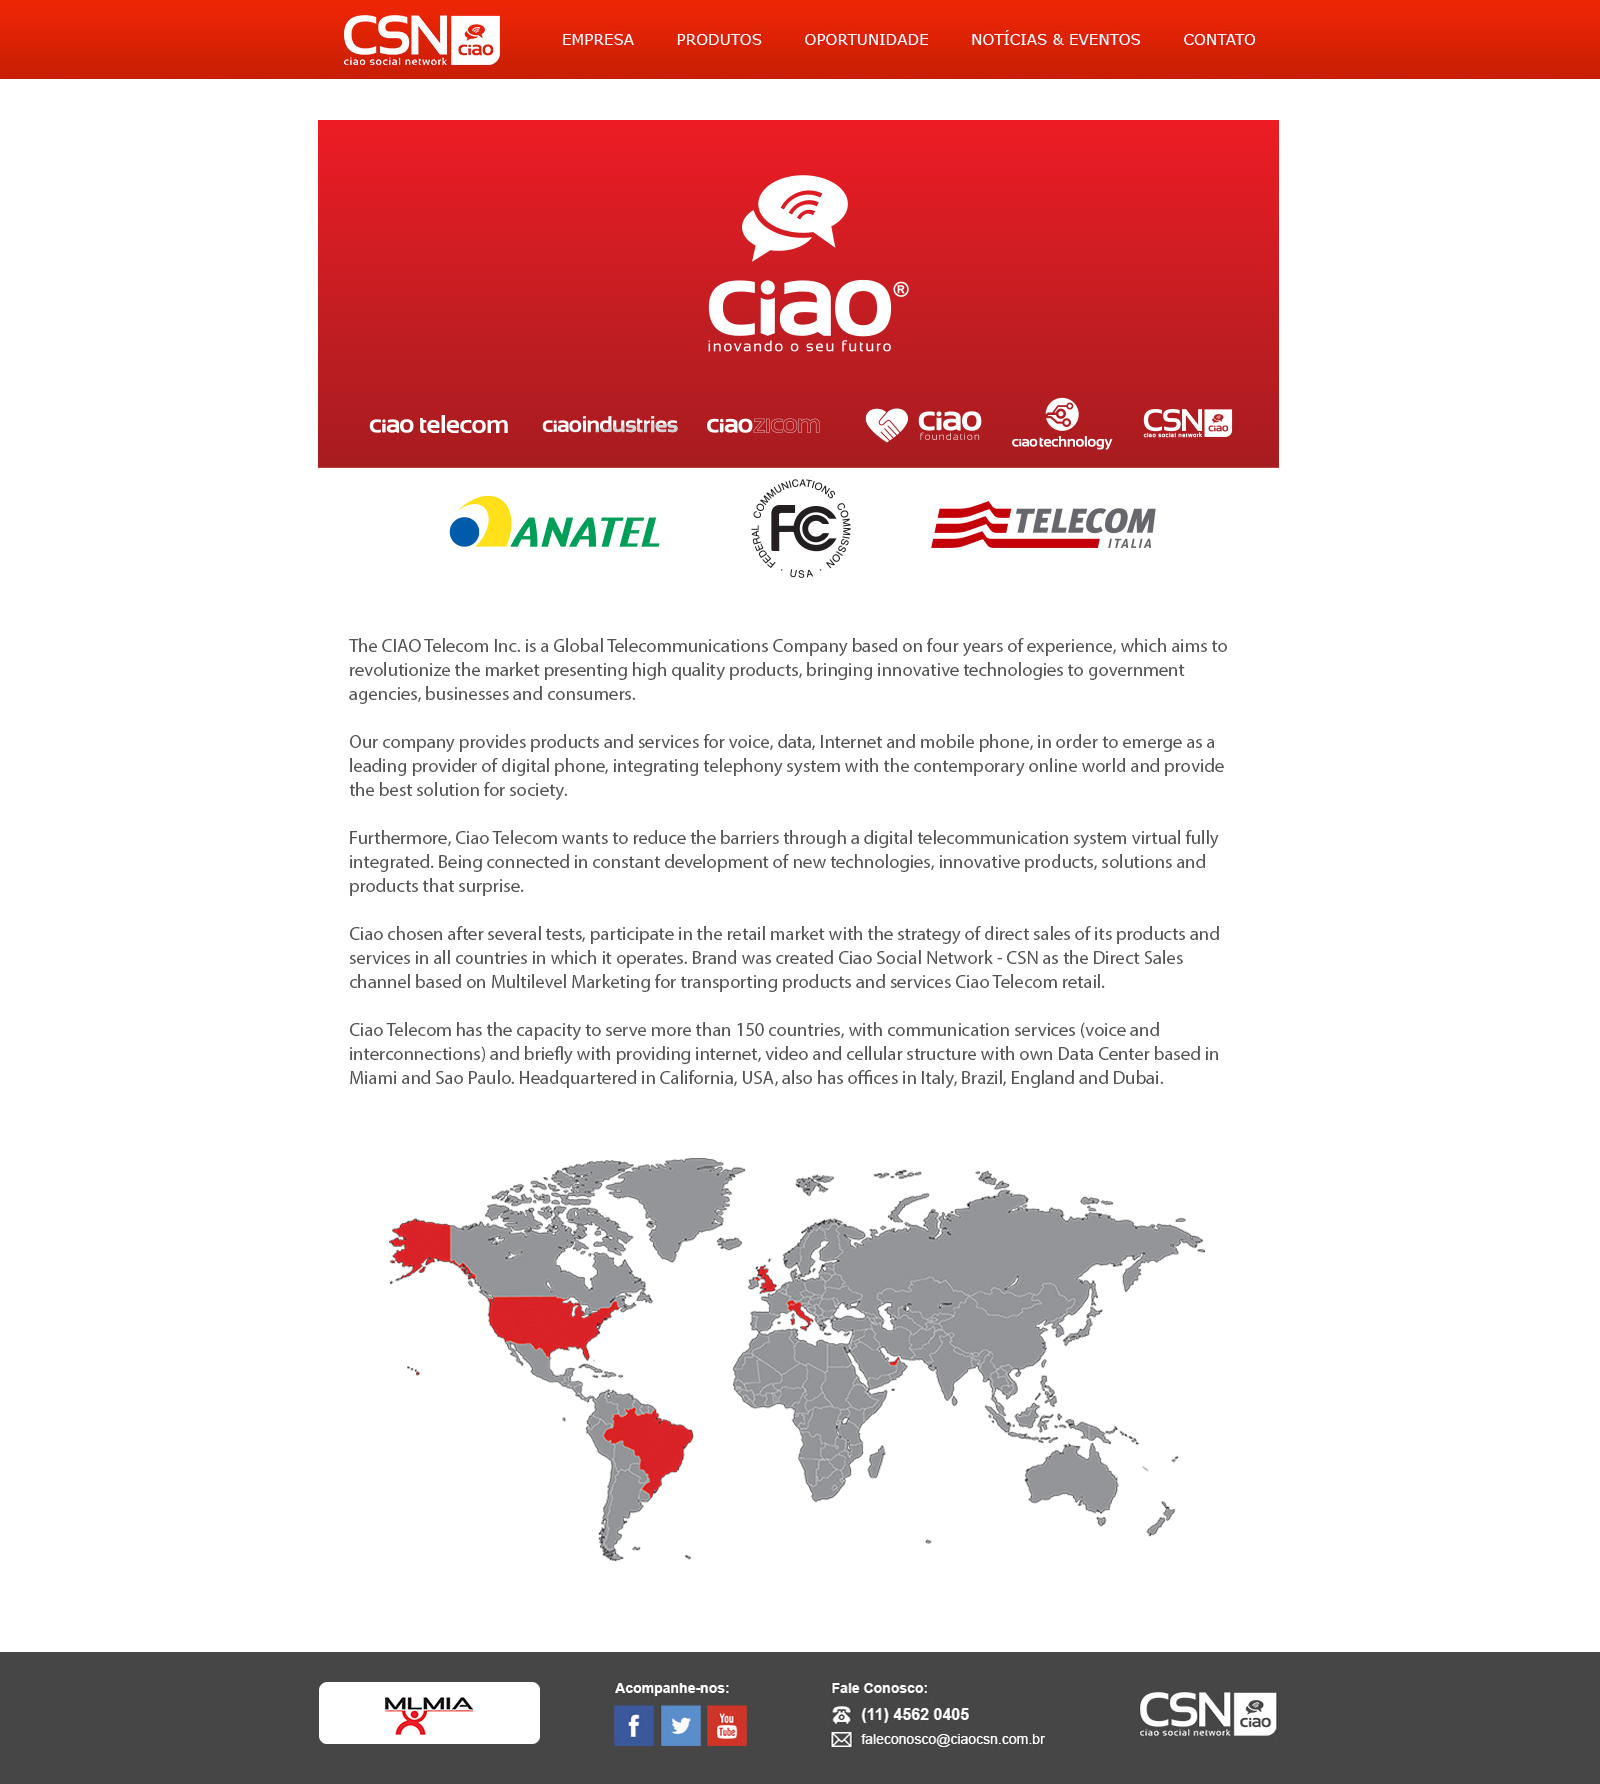 CSN ciao
ciao social network
EMPRESA PRODUTOS OPORTUNIDADE NOTÍCIAS & EVENTOS CONTATO
ciao®
inovando o seu futuro
ciao telecom ciaoindustries ciaozicom ciao foundation ciaotechnology CSN ciao
ciao social network
ANATEL
FEDERAL COMMUNICATIONS COMMISSION · USA ·
FC
TELECOM
ITALIA
The CIAO Telecom Inc. is a Global Telecommunications Company based on four years of experience, which aims to
revolutionize the market presenting high quality products, bringing innovative technologies to government
agencies, businesses and consumers.
Our company provides products and services for voice, data, Internet and mobile phone, in order to emerge as a
leading provider of digital phone, integrating telephony system with the contemporary online world and provide
the best solution for society.
Furthermore, Ciao Telecom wants to reduce the barriers through a digital telecommunication system virtual fully
integrated. Being connected in constant development of new technologies, innovative products, solutions and
products that surprise.
Ciao chosen after several tests, participate in the retail market with the strategy of direct sales of its products and
services in all countries in which it operates. Brand was created Ciao Social Network - CSN as the Direct Sales
channel based on Multilevel Marketing for transporting products and services Ciao Telecom retail.
Ciao Telecom has the capacity to serve more than 150 countries, with communication services (voice and
interconnections) and briefly with providing internet, video and cellular structure with own Data Center based in
Miami and Sao Paulo. Headquartered in California, USA, also has offices in Italy, Brazil, England and Dubai.
MLMIA
Acompanhe-nos:
f You Tube
Fale Conosco:
(11) 4562 0405
faleconosco@ciaocsn.com.br
CSN ciao
ciao social network